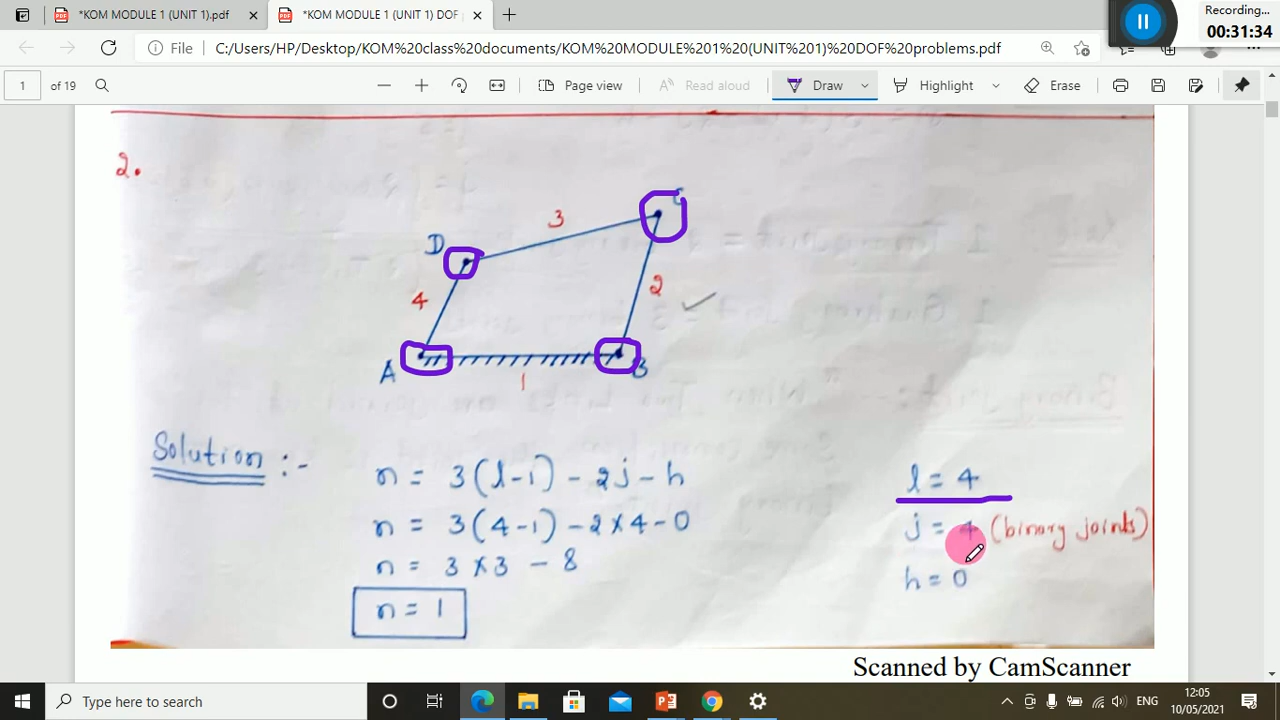 *KOM MODULE 1 (UNIT 1).pdf
*KOM MODULE 1 (UNIT 1) DOF p
Recording...
00:31:34
File
C:/Users/HP/Desktop/KOM%20class%20documents/KOM%20MODULE%201%20(UNIT%201)%20DOF%20problems.pdf
1 of 19
Page view
Read aloud
Draw
Highlight
Erase
2.
3
D
4
2
A
B
1
Solution :-
n = 3(l-1) - 2j - h
n = 3(4-1) - 2×4-0
n = 3×3 - 8
n = 1
l = 4
j = 4 (binary joints)
h = 0
Scanned by CamScanner
Type here to search
ENG
12:05
10/05/2021